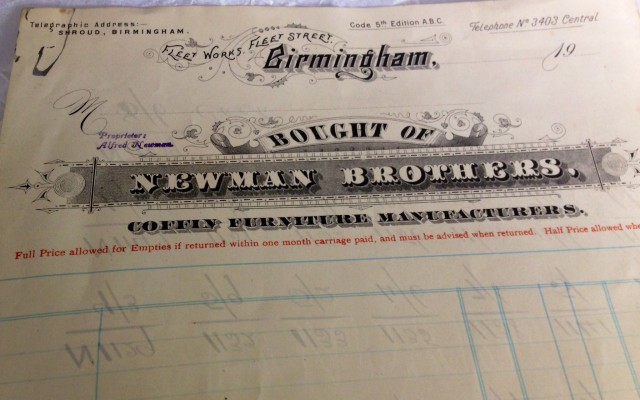 Telegraphic Address:—
"SHROUD, BIRMINGHAM.
Code 5th Edition A.B.C.
Telephone No 3403 Central
FLEET WORKS. FLEET STREET.
Birmingham,
19
M
Proprietor:
Alfred Newman
BOUGHT OF
NEWMAN BROTHERS,
COFFIN FURNITURE MANUFACTURERS.
Full Price allowed for Empties if returned within one month carriage paid, and must be advised when returned. Half Price allowed